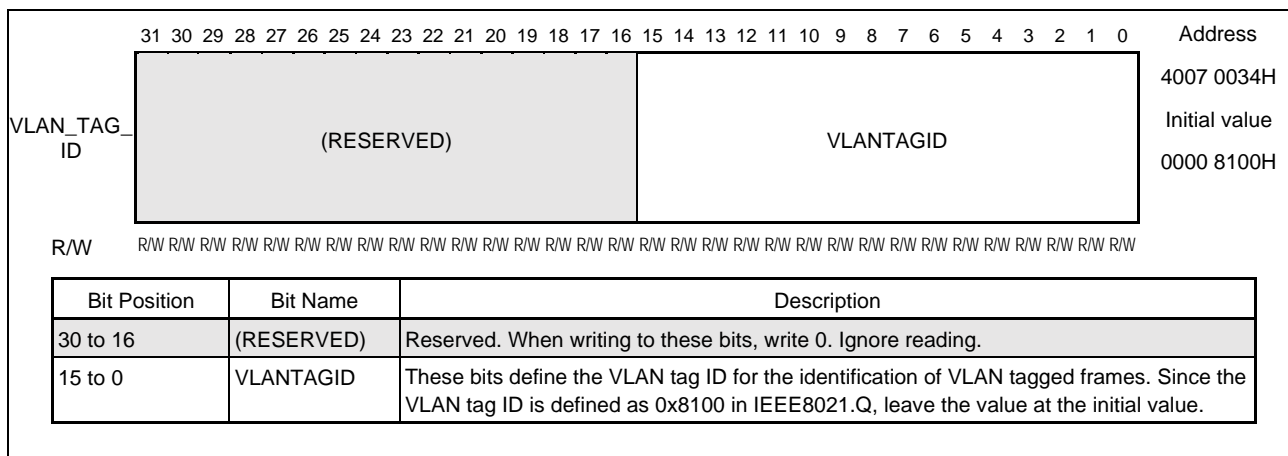 31 30 29 28 27 26 25 24 23 22 21 20 19 18 17 16 15 14 13 12 11 10 9 8 7 6 5 4 3 2 1 0 Address
4007 0034H
VLAN_TAG_
ID
(RESERVED) VLANTAGID
Initial value
0000 8100H
R/W R/W R/W R/W R/W R/W R/W R/W R/W R/W R/W R/W R/W R/W R/W R/W R/W R/W R/W R/W R/W R/W R/W R/W R/W R/W R/W R/W R/W R/W R/W R/W R/W
Bit Position Bit Name Description
30 to 16 (RESERVED) Reserved. When writing to these bits, write 0. Ignore reading.
15 to 0 VLANTAGID These bits define the VLAN tag ID for the identification of VLAN tagged frames. Since the
VLAN tag ID is defined as 0x8100 in IEEE8021.Q, leave the value at the initial value.